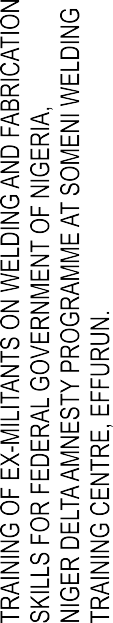 TRAINING OF EX-MILITANTS ON WELDING AND FABRICATION
SKILLS FOR FEDERAL GOVERNMENT OF NIGERIA,
NIGER DELTA AMNESTY PROGRAMME AT SOMENI WELDING
TRAINING CENTRE, EFFURUN.